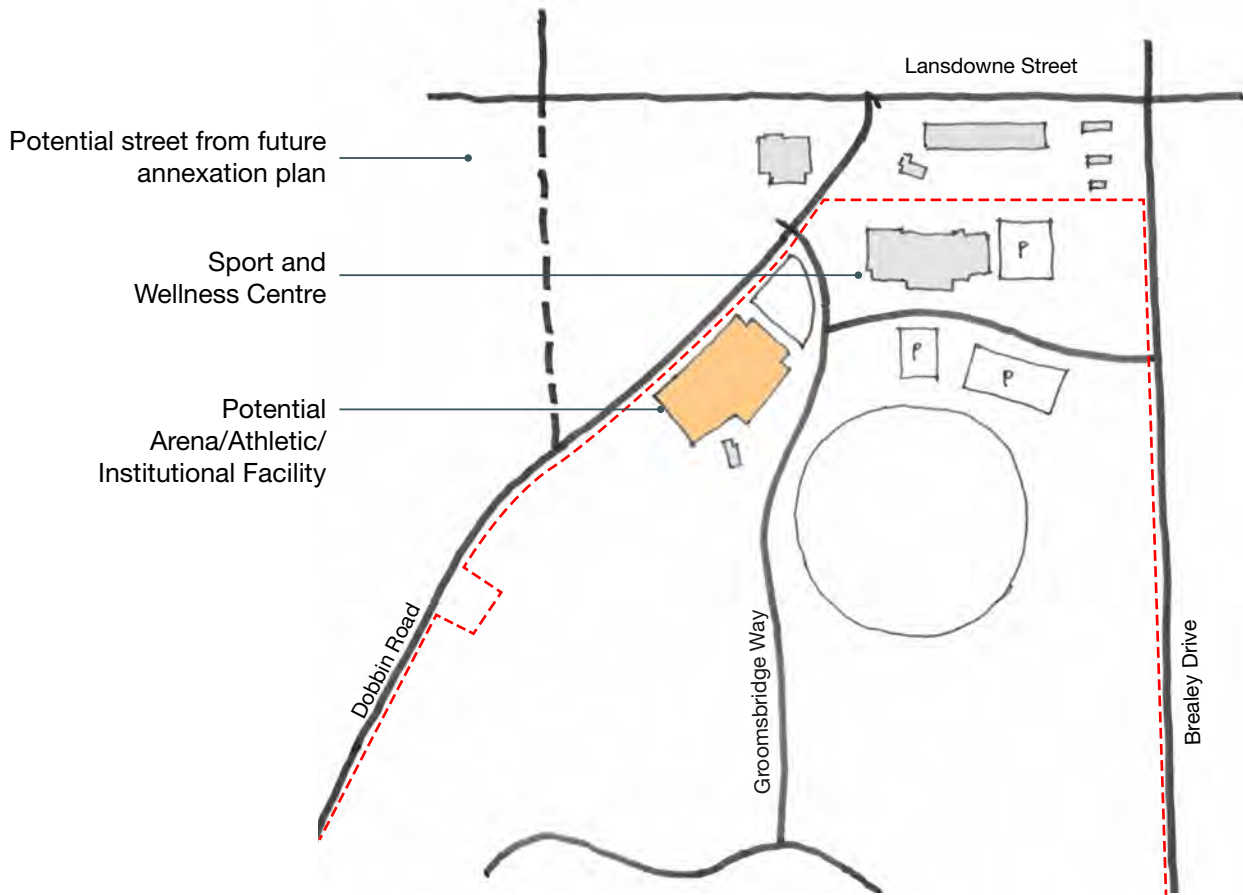 Lansdowne Street
Potential street from future
annexation plan
Sport and
Wellness Centre
P
P
P
Potential
Arena/Athletic/
Institutional Facility
Dobbin Road
Groomsbridge Way
Brealey Drive